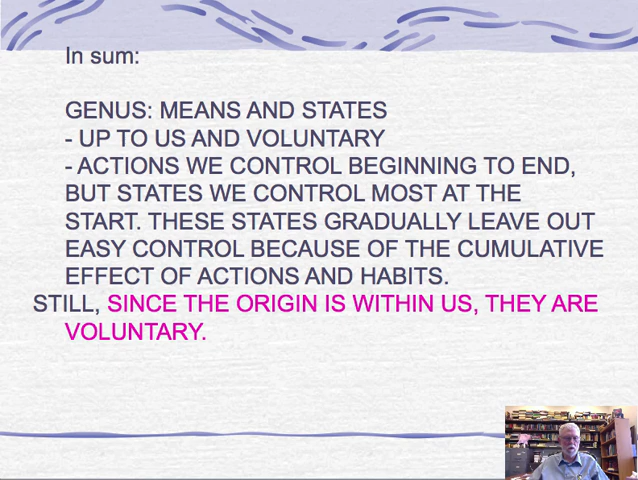 In sum:
GENUS: MEANS AND STATES
- UP TO US AND VOLUNTARY
- ACTIONS WE CONTROL BEGINNING TO END,
BUT STATES WE CONTROL MOST AT THE
START. THESE STATES GRADUALLY LEAVE OUT
EASY CONTROL BECAUSE OF THE CUMULATIVE
EFFECT OF ACTIONS AND HABITS.
STILL, SINCE THE ORIGIN IS WITHIN US, THEY ARE
VOLUNTARY.